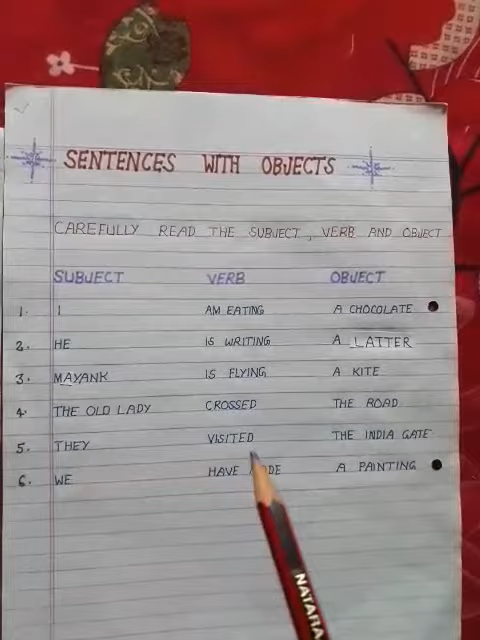 SENTENCES WITH OBJECTS
CAREFULLY READ THE SUBJECT, VERB AND OBJECT
SUBJECT VERB OBJECT
1. I AM EATING A CHOCOLATE
2. HE IS WRITING A LATTER
3. MAYANK IS FLYING A KITE
4. THE OLD LADY CROSSED THE ROAD
5. THEY VISITED THE INDIA GATE
6. WE HAVE A PAINTING
NATARA